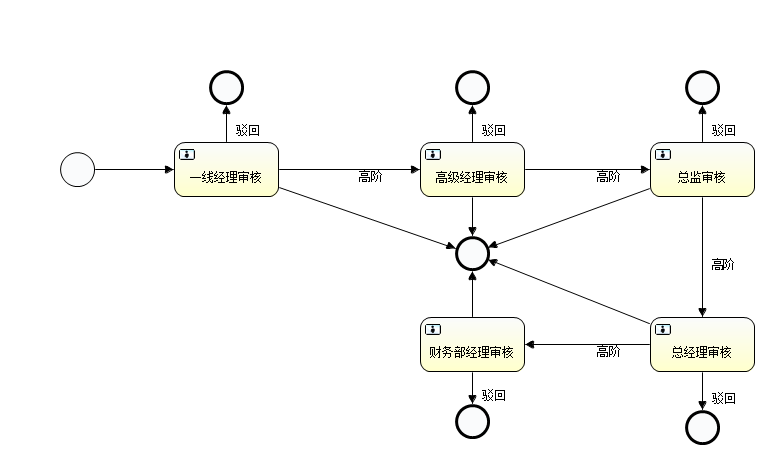 驳回
驳回
驳回
一线经理审核
高阶
高级经理审核
高阶
总监审核
高阶
财务部经理审核
高阶
总经理审核
驳回
驳回